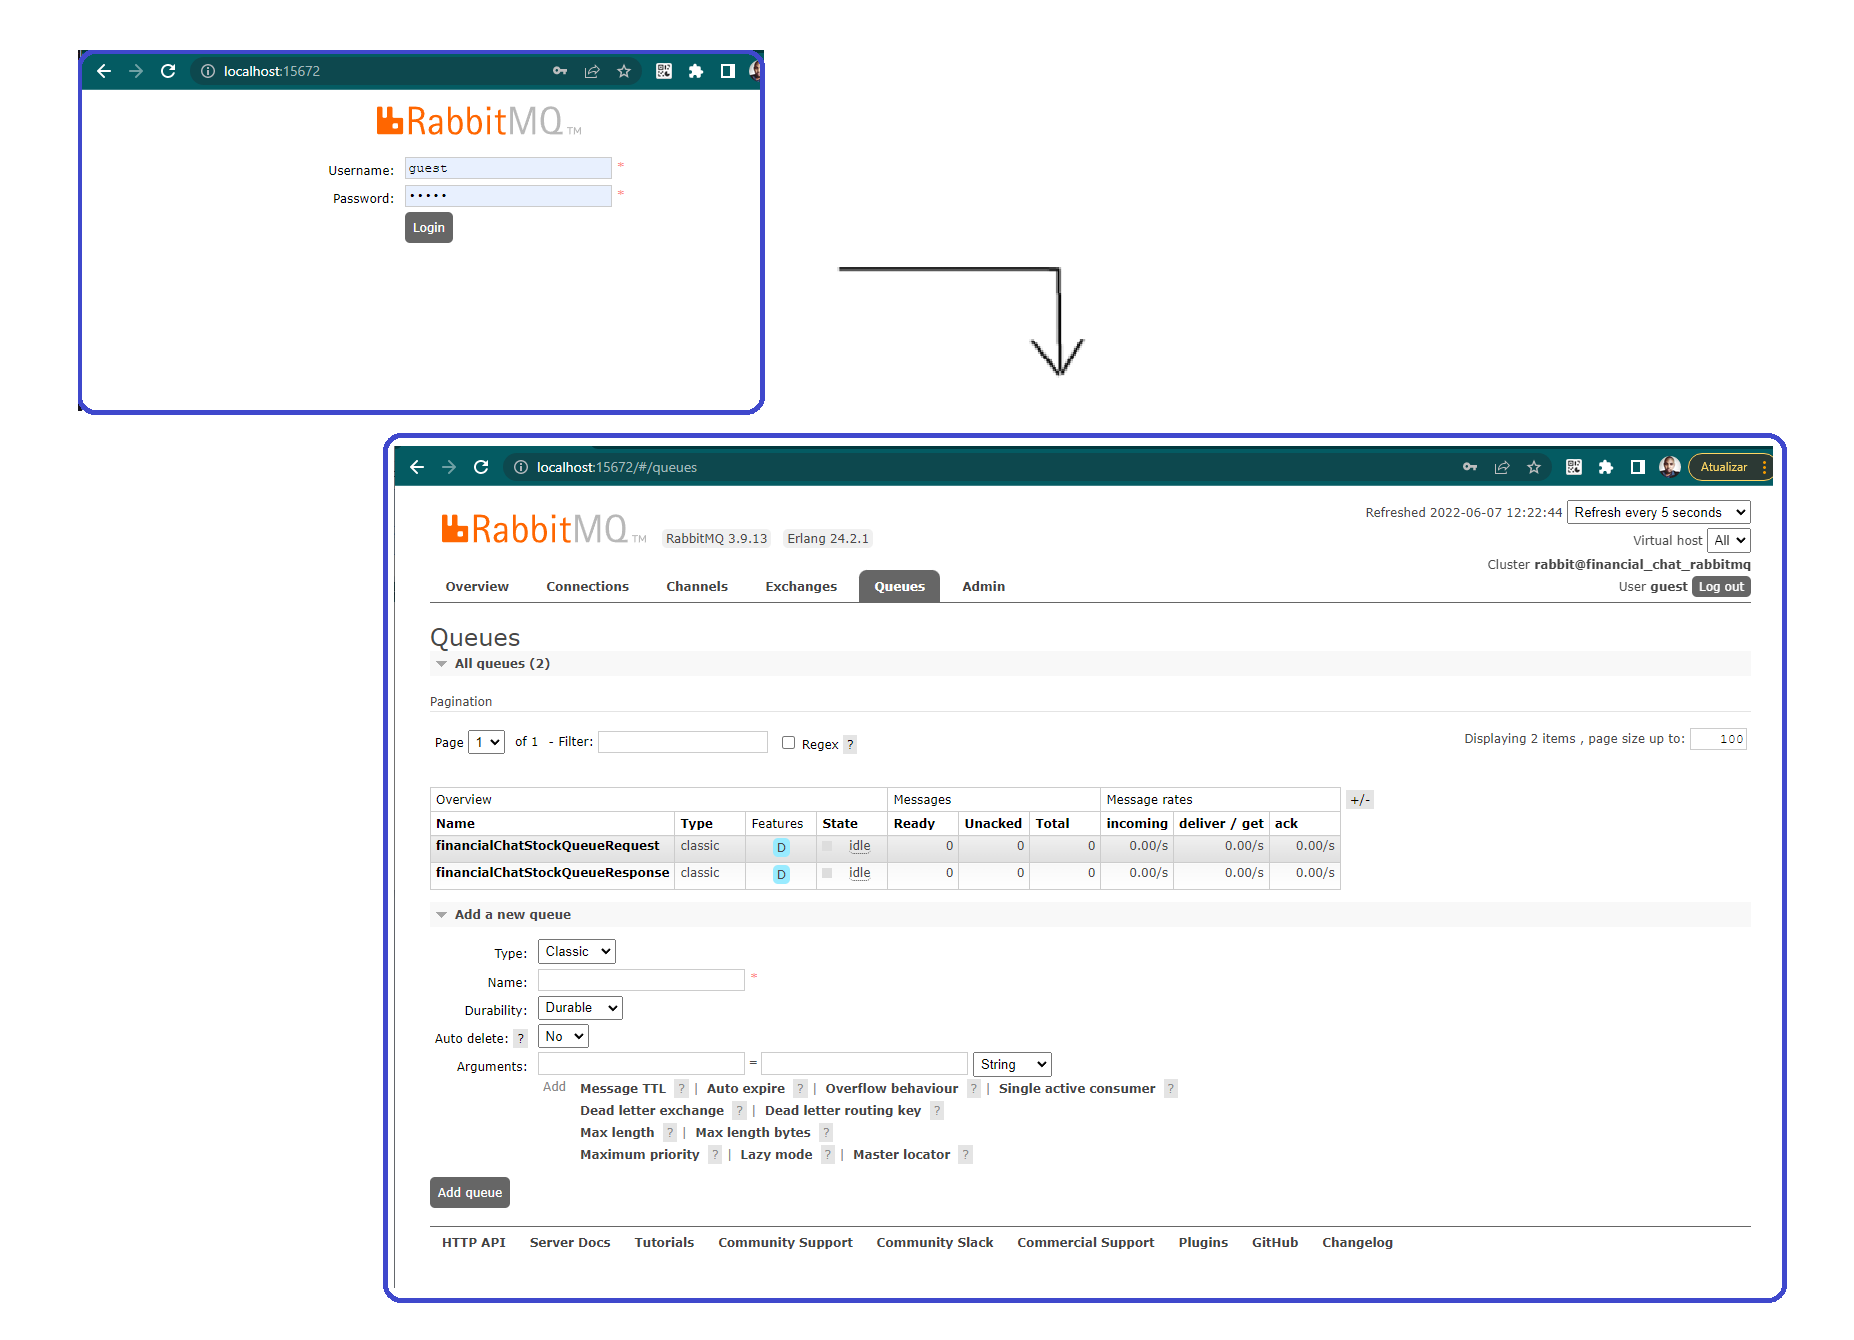 localhost:15672
RabbitMQ TM
Username: guest *
Password: ••••• *
Login
localhost:15672/#/queues
Atualizar
RabbitMQ TM RabbitMQ 3.9.13 Erlang 24.2.1
Refreshed 2022-06-07 12:22:44 Refresh every 5 seconds
Virtual host All
Cluster rabbit@financial_chat_rabbitmq
User guest Log out
Overview Connections Channels Exchanges Queues Admin
Queues
All queues (2)
Pagination
Page 1 of 1 - Filter: Regex ? Displaying 2 items , page size up to: 100
Overview Messages Message rates +/-
Name Type Features State Ready Unacked Total incoming deliver / get ack
financialChatStockQueueRequest classic D idle 0 0 0 0.00/s 0.00/s 0.00/s
financialChatStockQueueResponse classic D idle 0 0 0 0.00/s 0.00/s 0.00/s
Add a new queue
Type: Classic
Name: *
Durability: Durable
Auto delete: ? No
Arguments: = String
Add Message TTL ? | Auto expire ? | Overflow behaviour ? | Single active consumer ?
Dead letter exchange ? | Dead letter routing key ?
Max length ? | Max length bytes ?
Maximum priority ? | Lazy mode ? | Master locator ?
Add queue
HTTP API Server Docs Tutorials Community Support Community Slack Commercial Support Plugins GitHub Changelog